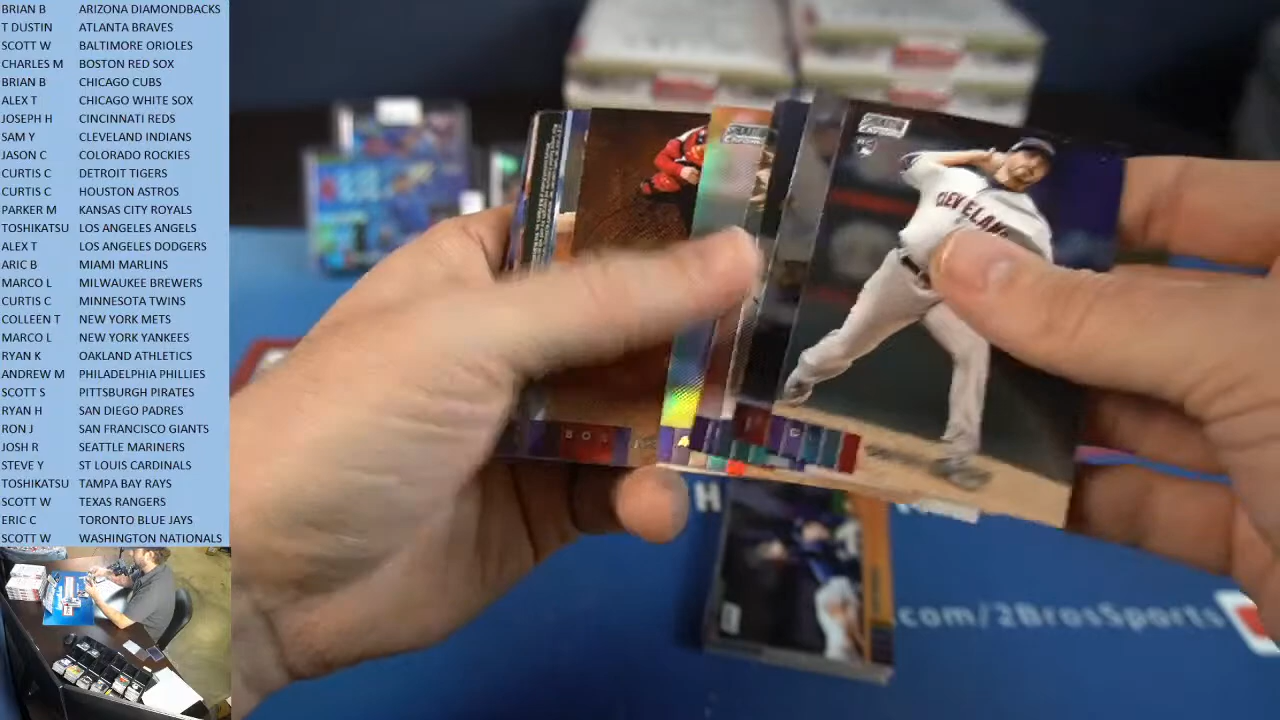 BRIAN B ARIZONA DIAMONDBACKS
T DUSTIN ATLANTA BRAVES
SCOTT W BALTIMORE ORIOLES
CHARLES M BOSTON RED SOX
BRIAN B CHICAGO CUBS
ALEX T CHICAGO WHITE SOX
JOSEPH H CINCINNATI REDS
SAM Y CLEVELAND INDIANS
JASON C COLORADO ROCKIES
CURTIS C DETROIT TIGERS
CURTIS C HOUSTON ASTROS
PARKER M KANSAS CITY ROYALS
TOSHIKATSU LOS ANGELES ANGELS
ALEX T LOS ANGELES DODGERS
ARIC B MIAMI MARLINS
MARCO L MILWAUKEE BREWERS
CURTIS C MINNESOTA TWINS
COLLEEN T NEW YORK METS
MARCO L NEW YORK YANKEES
RYAN K OAKLAND ATHLETICS
ANDREW M PHILADELPHIA PHILLIES
SCOTT S PITTSBURGH PIRATES
RYAN H SAN DIEGO PADRES
RON J SAN FRANCISCO GIANTS
JOSH R SEATTLE MARINERS
STEVE Y ST LOUIS CARDINALS
TOSHIKATSU TAMPA BAY RAYS
SCOTT W TEXAS RANGERS
ERIC C TORONTO BLUE JAYS
SCOTT W WASHINGTON NATIONALS
CLEVELAND
.com/2BrosSports